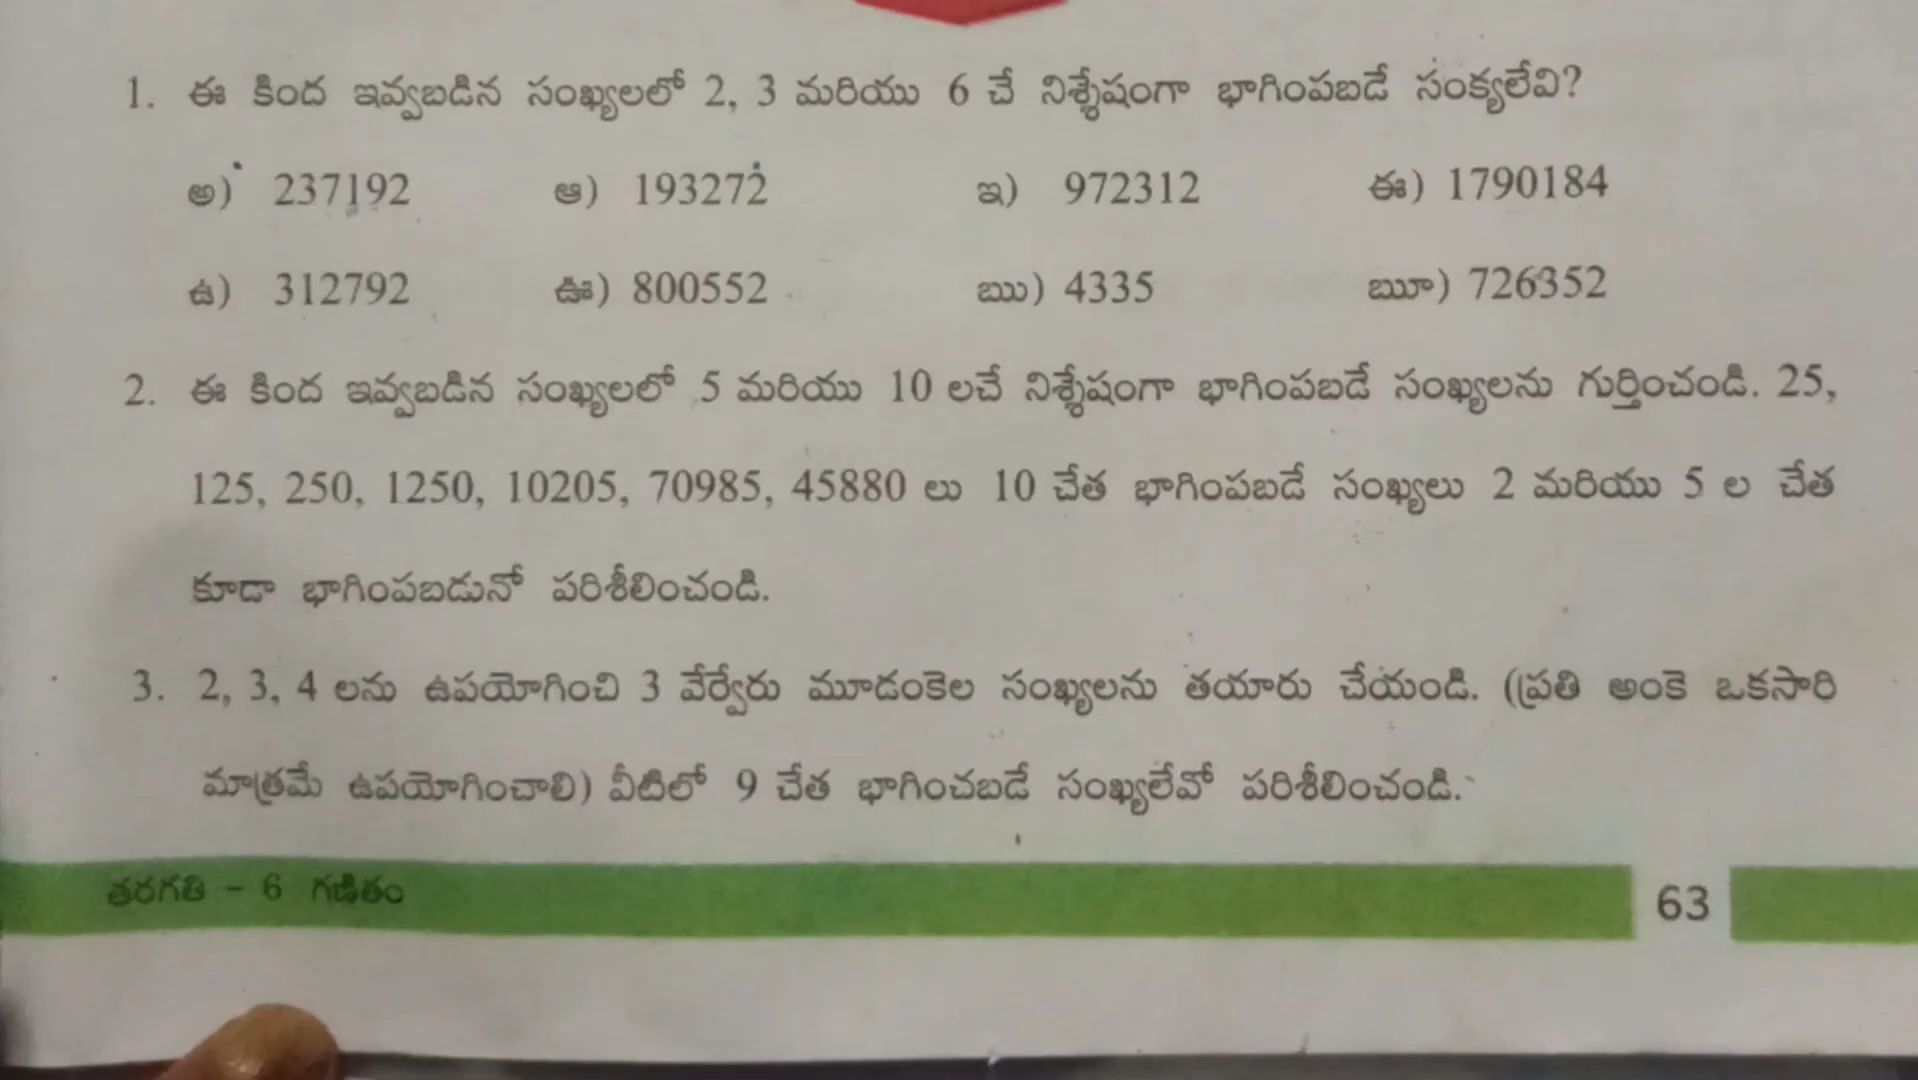 1. ఈ కింద ఇవ్వబడిన సంఖ్యలలో 2, 3 మరియు 6 చే నిశ్శేషంగా భాగింపబడే సంక్యలేవి?
అ) 237192 ఆ) 193272 ఇ) 972312 ఈ) 1790184
ఉ) 312792 ఊ) 800552 ఋ) 4335 ౠ) 726352
2. ఈ కింద ఇవ్వబడిన సంఖ్యలలో 5 మరియు 10 లచే నిశ్శేషంగా భాగింపబడే సంఖ్యలను గుర్తించండి. 25,
125, 250, 1250, 10205, 70985, 45880 లు 10 చేత భాగింపబడే సంఖ్యలు 2 మరియు 5 ల చేత
కూడా భాగింపబడునో పరిశీలించండి.
3. 2, 3, 4 లను ఉపయోగించి 3 వేర్వేరు మూడంకెల సంఖ్యలను తయారు చేయండి. ((ప్రతి అంకె ఒకసారి
మాత్రమే ఉపయోగించాలి) వీటిలో 9 చేత భాగించబడే సంఖ్యలేవో పరిశీలించండి.
తరగతి - 6 గణితం 63